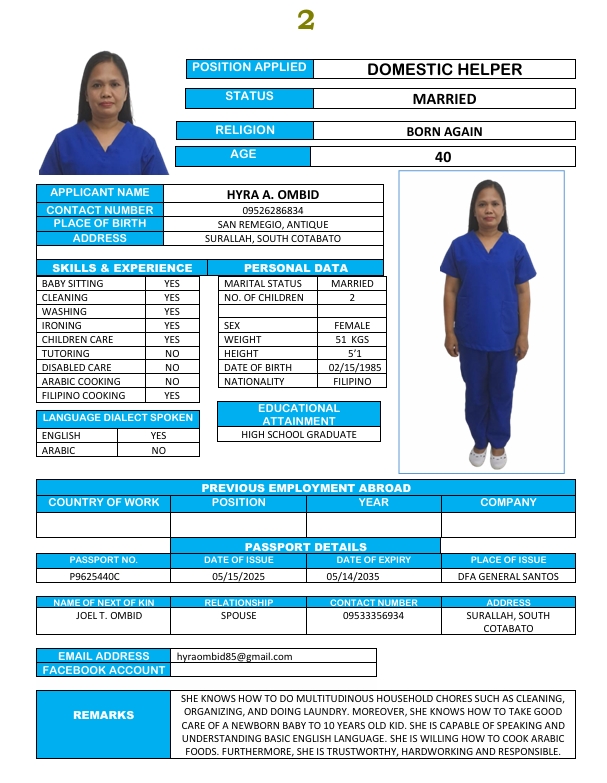 2
POSITION APPLIED DOMESTIC HELPER
STATUS MARRIED
RELIGION BORN AGAIN
AGE 40
APPLICANT NAME HYRA A. OMBID
CONTACT NUMBER 09526286834
PLACE OF BIRTH SAN REMEGIO, ANTIQUE
ADDRESS SURALLAH, SOUTH COTABATO
SKILLS & EXPERIENCE PERSONAL DATA
BABY SITTING YES MARITAL STATUS MARRIED
CLEANING YES NO. OF CHILDREN 2
WASHING YES
IRONING YES SEX FEMALE
CHILDREN CARE YES WEIGHT 51 KGS
TUTORING NO HEIGHT 5'1
DISABLED CARE NO DATE OF BIRTH 02/15/1985
ARABIC COOKING NO NATIONALITY FILIPINO
FILIPINO COOKING YES
LANGUAGE DIALECT SPOKEN
ENGLISH YES
ARABIC NO
EDUCATIONAL
ATTAINMENT
HIGH SCHOOL GRADUATE
PREVIOUS EMPLOYMENT ABROAD
COUNTRY OF WORK POSITION YEAR COMPANY
PASSPORT DETAILS
PASSPORT NO. DATE OF ISSUE DATE OF EXPIRY PLACE OF ISSUE
P9625440C 05/15/2025 05/14/2035 DFA GENERAL SANTOS
NAME OF NEXT OF KIN RELATIONSHIP CONTACT NUMBER ADDRESS
JOEL T. OMBID SPOUSE 09533356934 SURALLAH, SOUTH
COTABATO
EMAIL ADDRESS hyraombid85@gmail.com
FACEBOOK ACCOUNT
REMARKS
SHE KNOWS HOW TO DO MULTITUDINOUS HOUSEHOLD CHORES SUCH AS CLEANING,
ORGANIZING, AND DOING LAUNDRY. MOREOVER, SHE KNOWS HOW TO TAKE GOOD
CARE OF A NEWBORN BABY TO 10 YEARS OLD KID. SHE IS CAPABLE OF SPEAKING AND
UNDERSTANDING BASIC ENGLISH LANGUAGE. SHE IS WILLING HOW TO COOK ARABIC
FOODS. FURTHERMORE, SHE IS TRUSTWORTHY, HARDWORKING AND RESPONSIBLE.